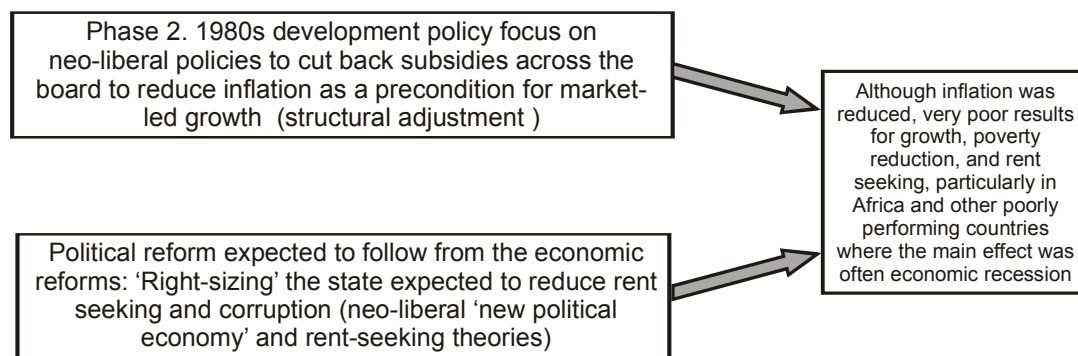 Phase 2. 1980s development policy focus on
neo-liberal policies to cut back subsidies across the
board to reduce inflation as a precondition for market-
led growth  (structural adjustment )
Political reform expected to follow from the economic
reforms: ‘Right-sizing’ the state expected to reduce rent
seeking and corruption (neo-liberal ‘new political
economy’ and rent-seeking theories)
Although inflation was
reduced, very poor results
for growth, poverty
reduction, and rent
seeking, particularly in
Africa and other poorly
performing countries
where the main effect was
often economic recession